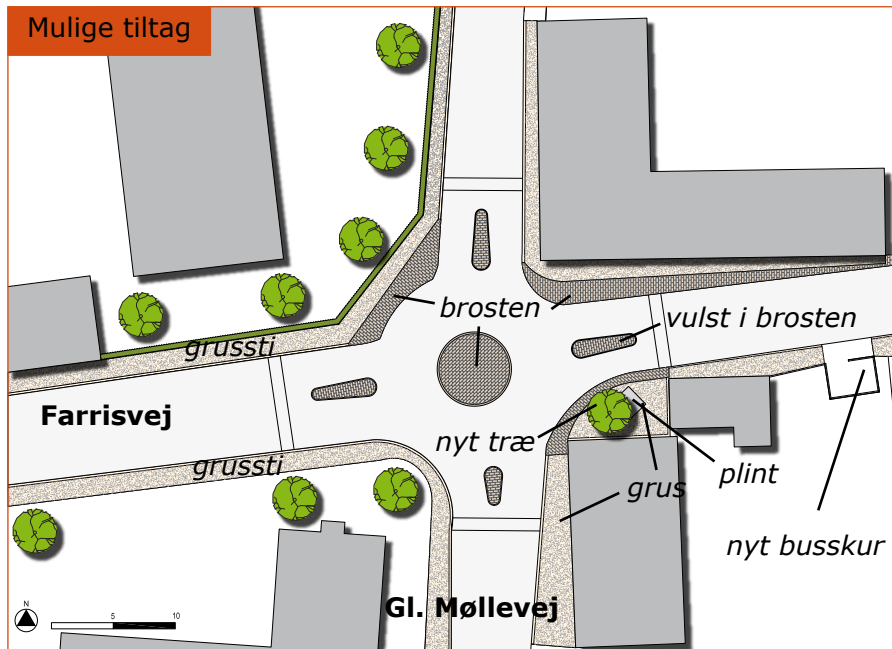 Mulige tiltag
brosten
vulst i brosten
grussti
Farrisvej
nyt træ
grussti
grus
plint
nyt busskur
Gl. Møllevej
N
5
10